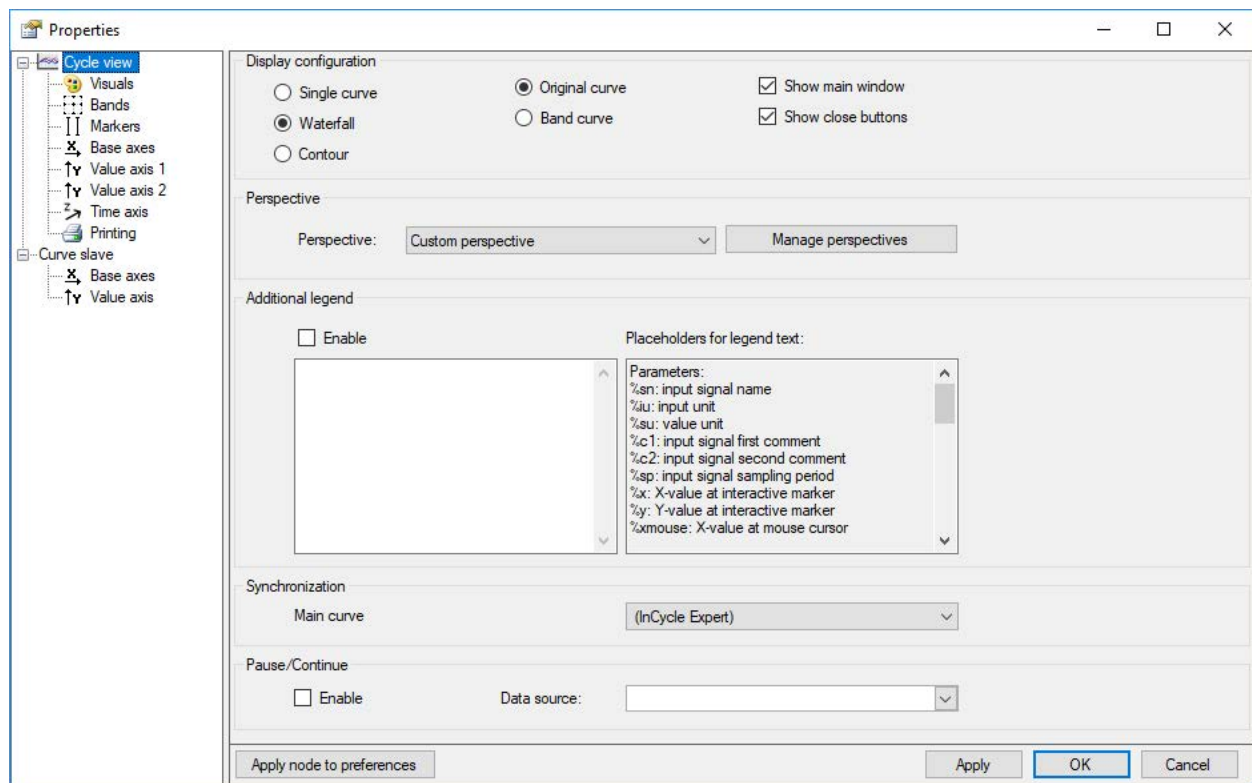 Properties
Cycle view
Visuals
Bands
Markers
Base axes
Value axis 1
Value axis 2
Time axis
Printing
Curve slave
Base axes
Value axis
Display configuration
Single curve
Original curve
Show main window
Waterfall
Band curve
Show close buttons
Contour
Perspective
Perspective:
Custom perspective
Manage perspectives
Additional legend
Enable
Placeholders for legend text:
Parameters:
%sn: input signal name
%iu: input unit
%su: value unit
%c1: input signal first comment
%c2: input signal second comment
%sp: input signal sampling period
%x: X-value at interactive marker
%y: Y-value at interactive marker
%xmouse: X-value at mouse cursor
Synchronization
Main curve
(InCycle Expert)
Pause/Continue
Enable
Data source:
Apply node to preferences
Apply
OK
Cancel